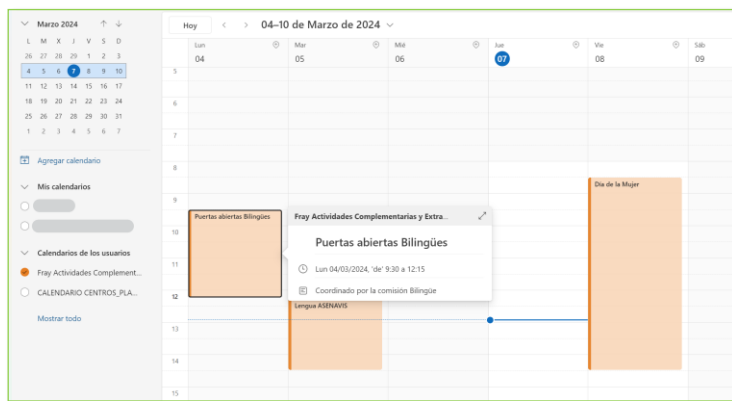 Marzo 2024
L M X J V S D
26 27 28 29 1 2 3
4 5 6 7 8 9 10
11 12 13 14 15 16 17
18 19 20 21 22 23 24
25 26 27 28 29 30 31
1 2 3 4 5 6 7
Agregar calendario
Mis calendarios
Calendarios de los usuarios
Fray Actividades Complement...
CALENDARIO CENTROS_PLA...
Mostrar todo
Hoy
04–10 de Marzo de 2024
Lun
04
Mar
05
Mié
06
Jue
07
Vie
08
Sáb
09
5
6
7
8
9
10
11
12
13
14
15
Puertas abiertas Bilingües
Fray Actividades Complementarias y Extra...
Puertas abiertas Bilingües
Lun 04/03/2024, 'de' 9:30 a 12:15
Coordinado por la comisión Bilingüe
Lengua ASENAVIS
Día de la Mujer